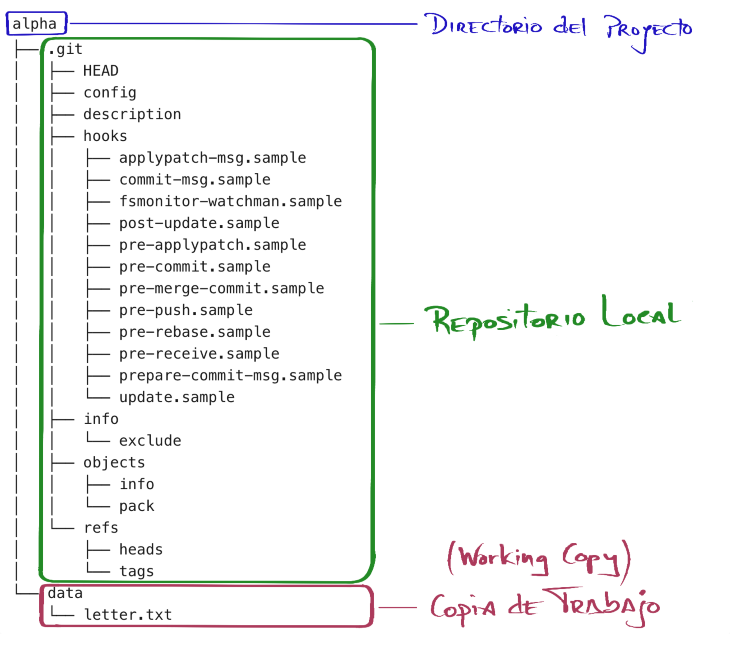 alpha DIRECTORIO DEL PROYECTO
├── .git
│   ├── HEAD
│   ├── config
│   ├── description
│   ├── hooks
│   │   ├── applypatch-msg.sample
│   │   ├── commit-msg.sample
│   │   ├── fsmonitor-watchman.sample
│   │   ├── post-update.sample
│   │   ├── pre-applypatch.sample
│   │   ├── pre-commit.sample
│   │   ├── pre-merge-commit.sample
│   │   ├── pre-push.sample
│   │   ├── pre-rebase.sample
│   │   ├── pre-receive.sample
│   │   ├── prepare-commit-msg.sample
│   │   └── update.sample
│   ├── info
│   │   └── exclude
│   ├── objects
│   │   ├── info
│   │   └── pack
│   └── refs
│       ├── heads
│       └── tags
└── data
    └── letter.txt
REPOSITORIO LOCAL
(Working Copy)
COPIA DE TRABAJO